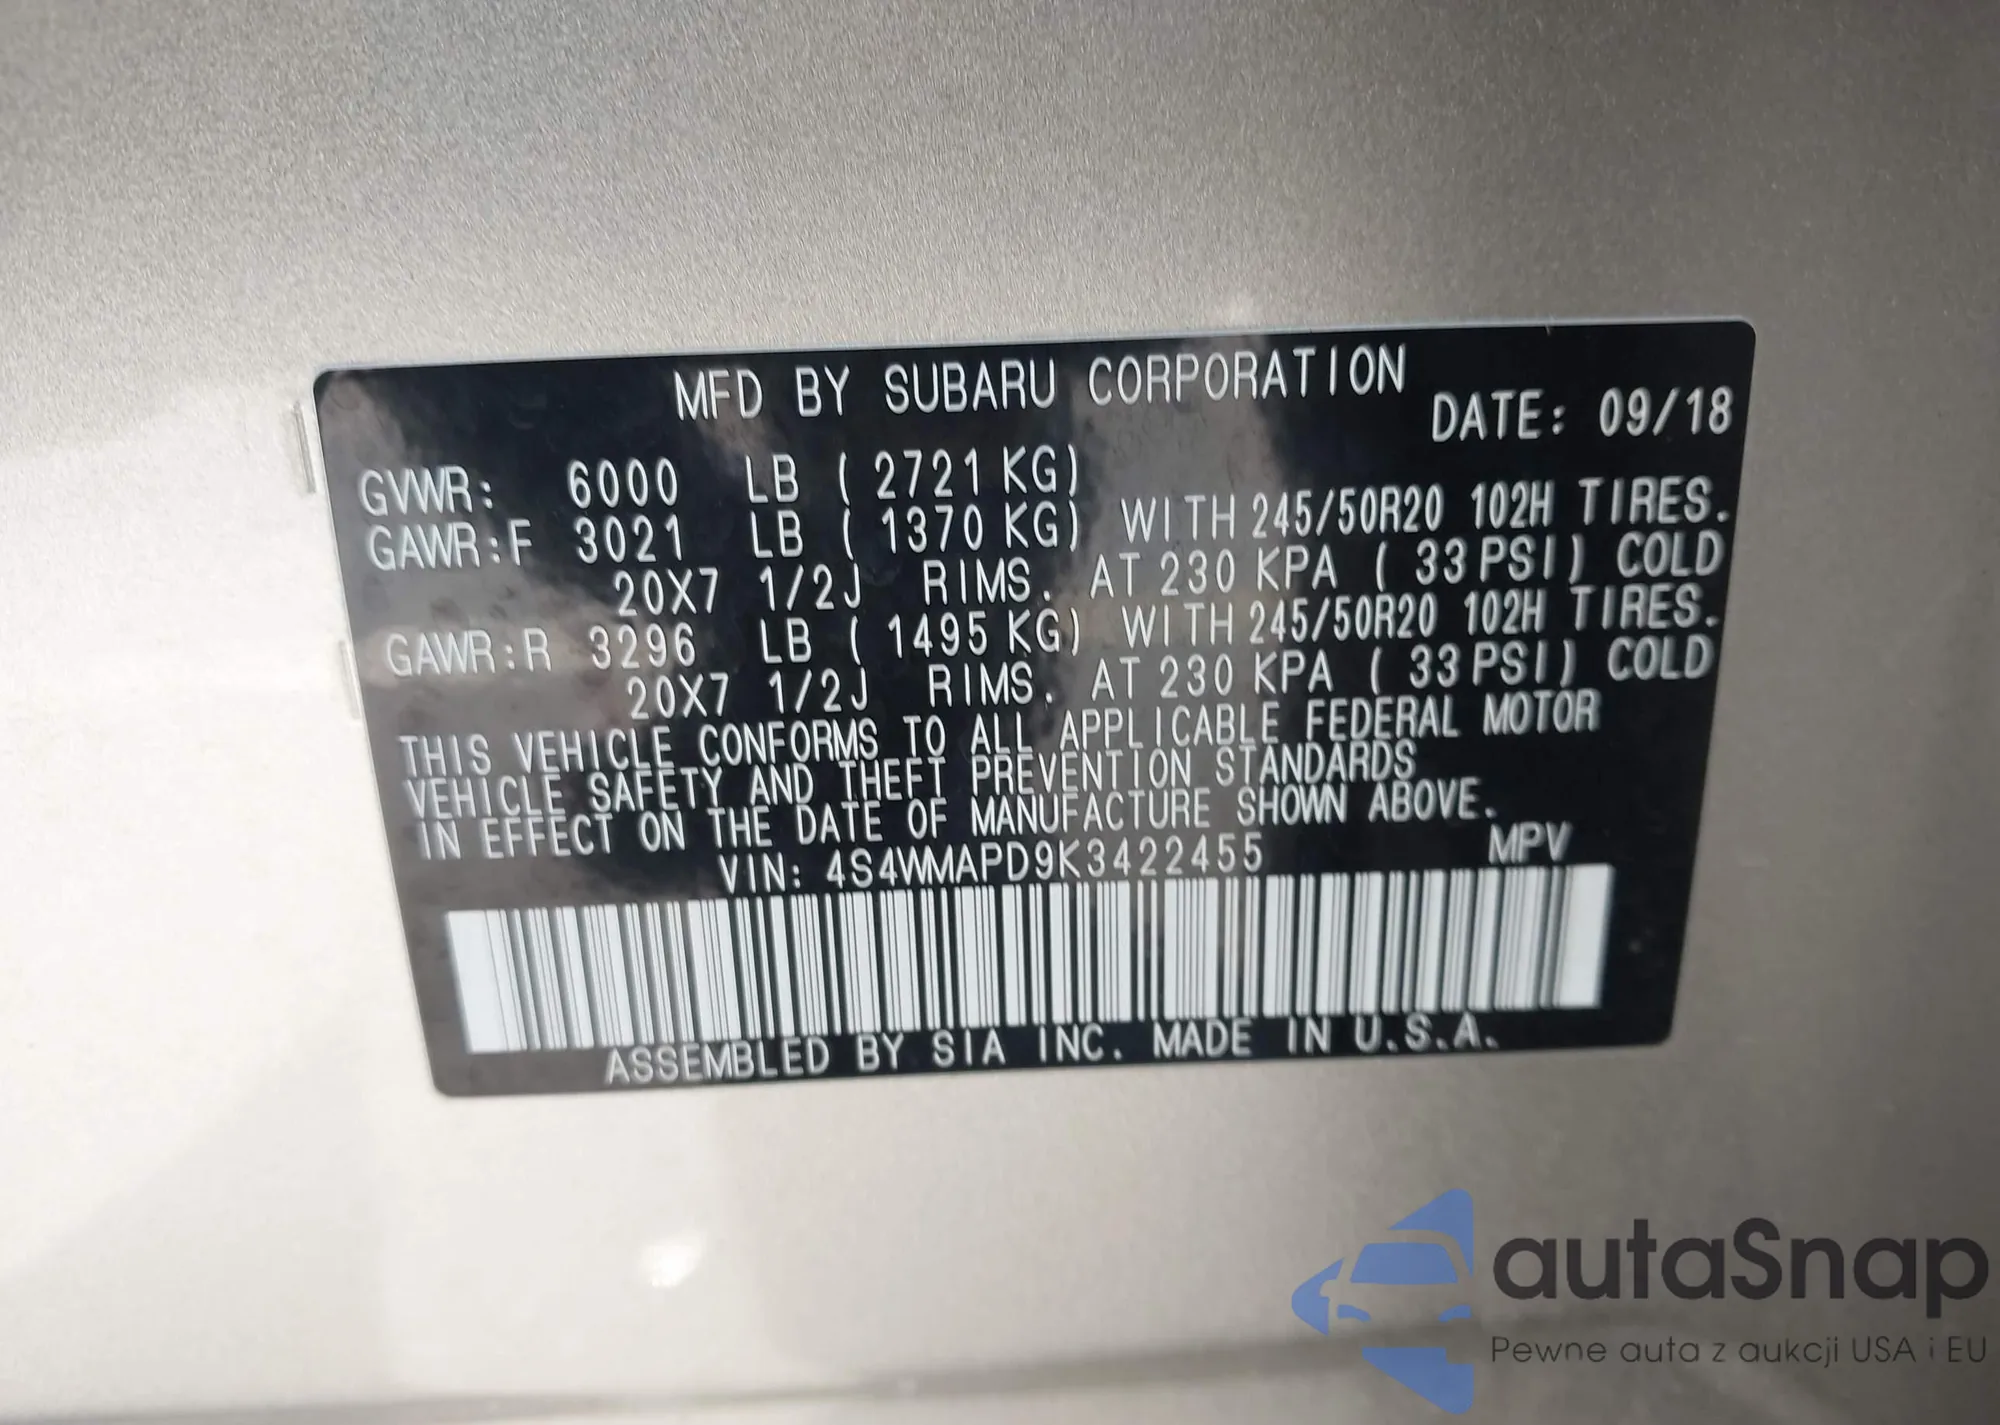 MFD BY SUBARU CORPORATION
DATE: 09/18
GVWR: 6000 LB ( 2721 KG)
GAWR:F 3021 LB ( 1370 KG) WITH 245/50R20 102H TIRES.
20X7 1/2J RIMS. AT 230 KPA ( 33 PSI) COLD
GAWR:R 3296 LB ( 1495 KG) WITH 245/50R20 102H TIRES.
20X7 1/2J RIMS. AT 230 KPA ( 33 PSI) COLD
THIS VEHICLE CONFORMS TO ALL APPLICABLE FEDERAL MOTOR
VEHICLE SAFETY AND THEFT PREVENTION STANDARDS
IN EFFECT ON THE DATE OF MANUFACTURE SHOWN ABOVE.
VIN: 4S4WMAPD9K3422455 MPV
ASSEMBLED BY SIA INC. MADE IN U.S.A.
autaSnap
Pewne auta z aukcji USA i EU